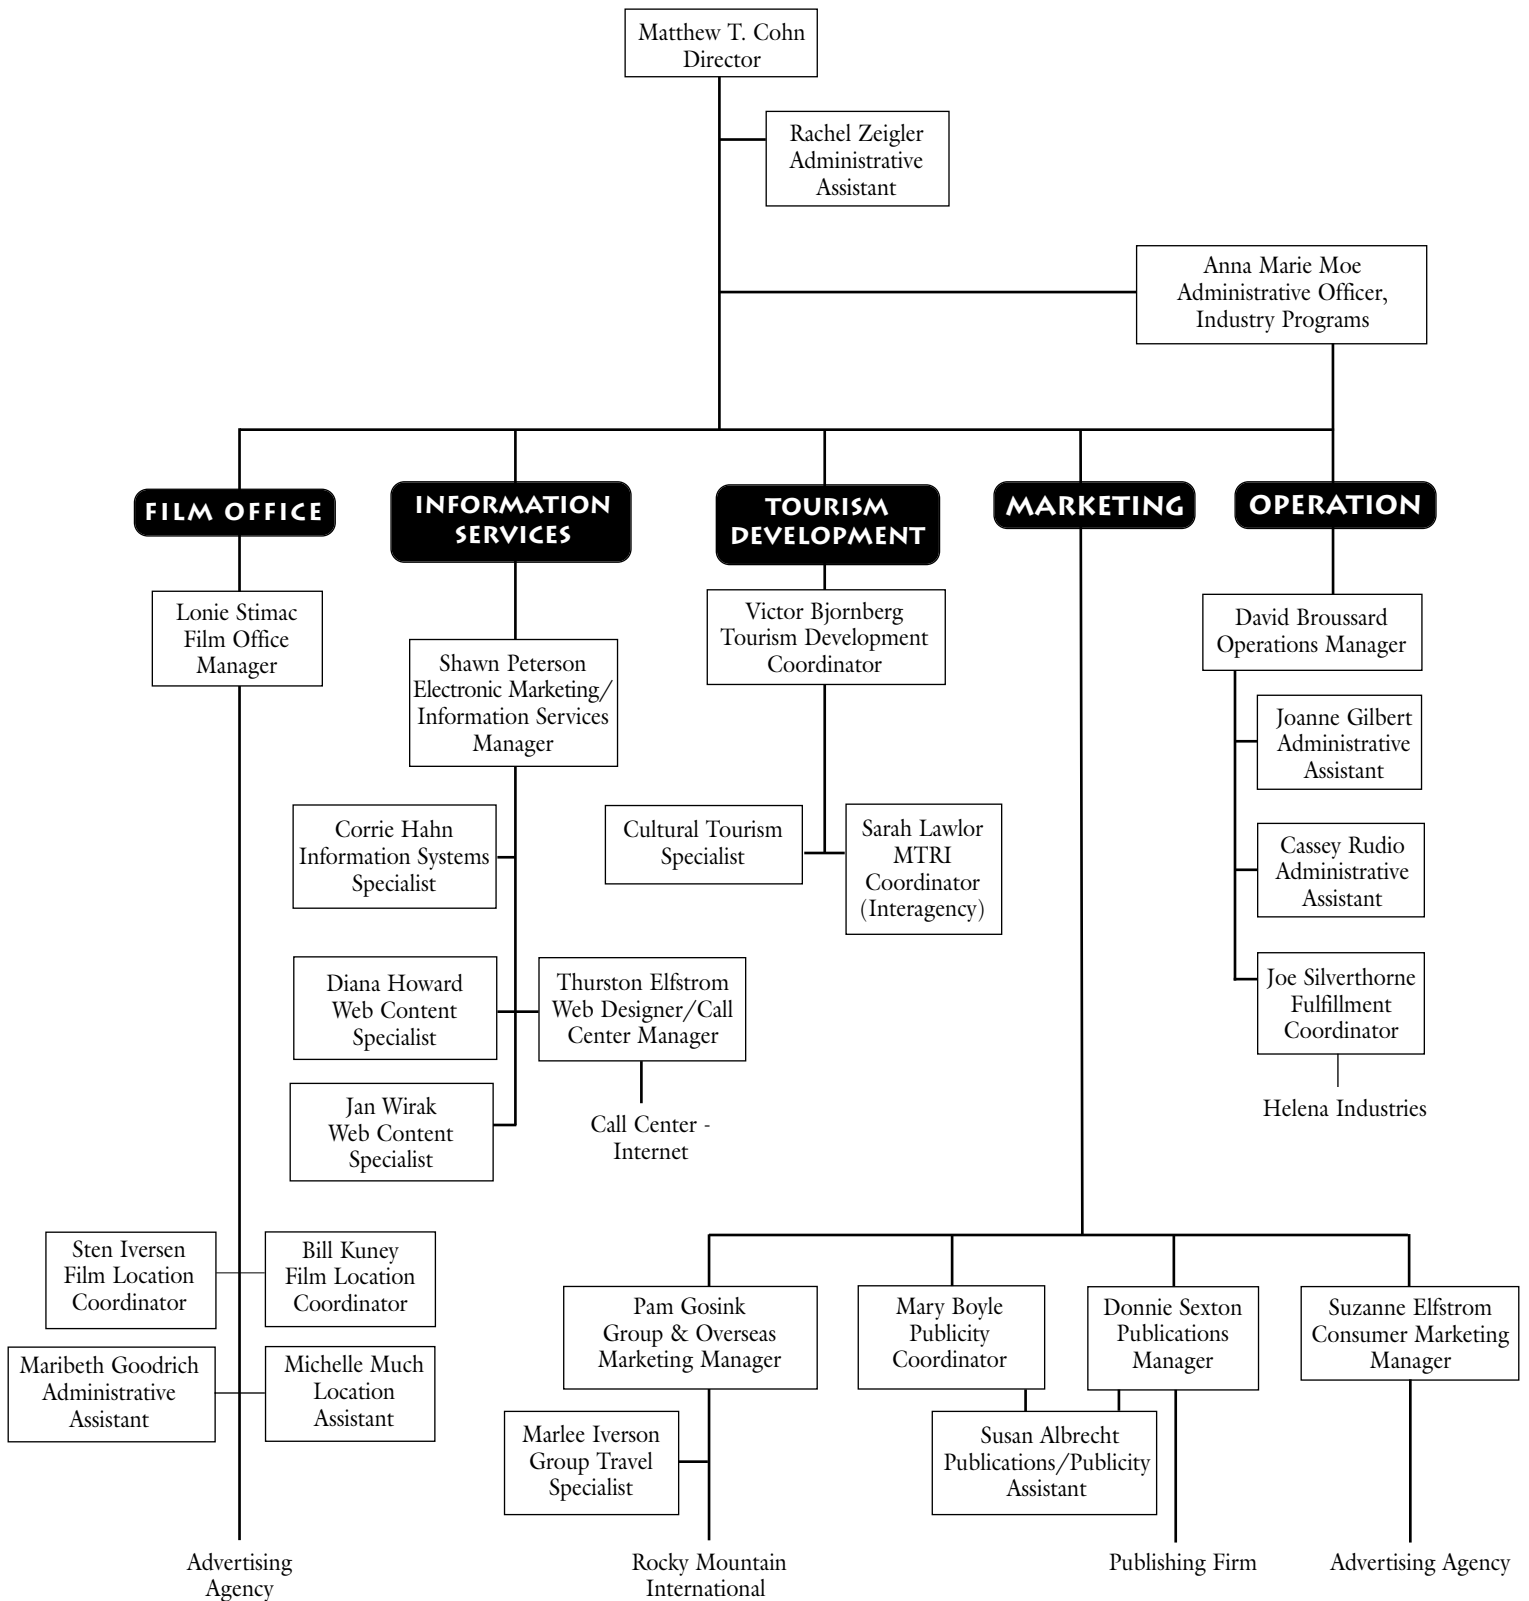 Matthew T. Cohn
Director
Rachel Zeigler
Administrative
Assistant
Anna Marie Moe
Administrative Officer,
Industry Programs
FILM OFFICE
INFORMATION
SERVICES
TOURISM
DEVELOPMENT
MARKETING
OPERATION
Lonie Stimac
Film Office
Manager
Shawn Peterson
Electronic Marketing/
Information Services
Manager
Victor Bjornberg
Tourism Development
Coordinator
David Broussard
Operations Manager
Joanne Gilbert
Administrative
Assistant
Corrie Hahn
Information Systems
Specialist
Cultural Tourism
Specialist
Sarah Lawlor
MTRI
Coordinator
(Interagency)
Cassey Rudio
Administrative
Assistant
Diana Howard
Web Content
Specialist
Thurston Elfstrom
Web Designer/Call
Center Manager
Joe Silverthorne
Fulfillment
Coordinator
Jan Wirak
Web Content
Specialist
Call Center -
Internet
Helena Industries
Sten Iversen
Film Location
Coordinator
Bill Kuney
Film Location
Coordinator
Maribeth Goodrich
Administrative
Assistant
Michelle Much
Location
Assistant
Pam Gosink
Group & Overseas
Marketing Manager
Mary Boyle
Publicity
Coordinator
Donnie Sexton
Publications
Manager
Suzanne Elfstrom
Consumer Marketing
Manager
Marlee Iverson
Group Travel
Specialist
Susan Albrecht
Publications/Publicity
Assistant
Advertising
Agency
Rocky Mountain
International
Publishing Firm
Advertising Agency